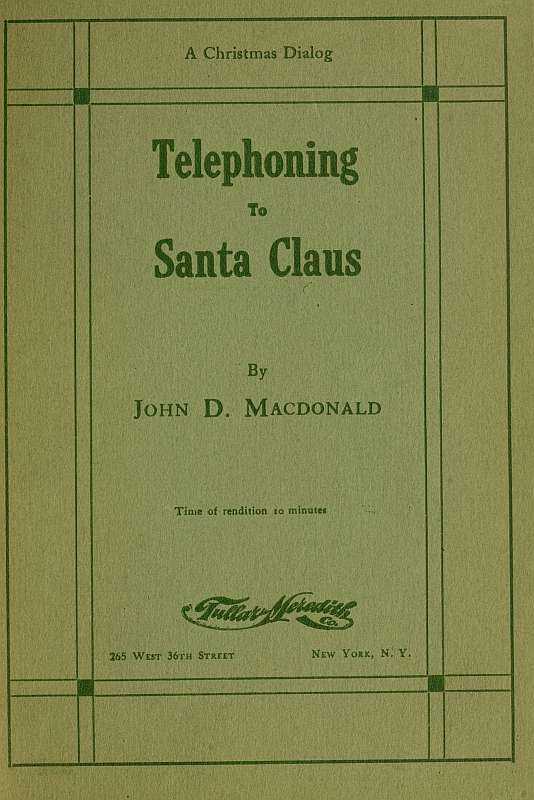 A Christmas Dialog
Telephoning
To
Santa Claus
By
John D. Macdonald
Time of rendition 10 minutes
Tullar-Meredith
Co.
265 West 36th Street New York, N. Y.